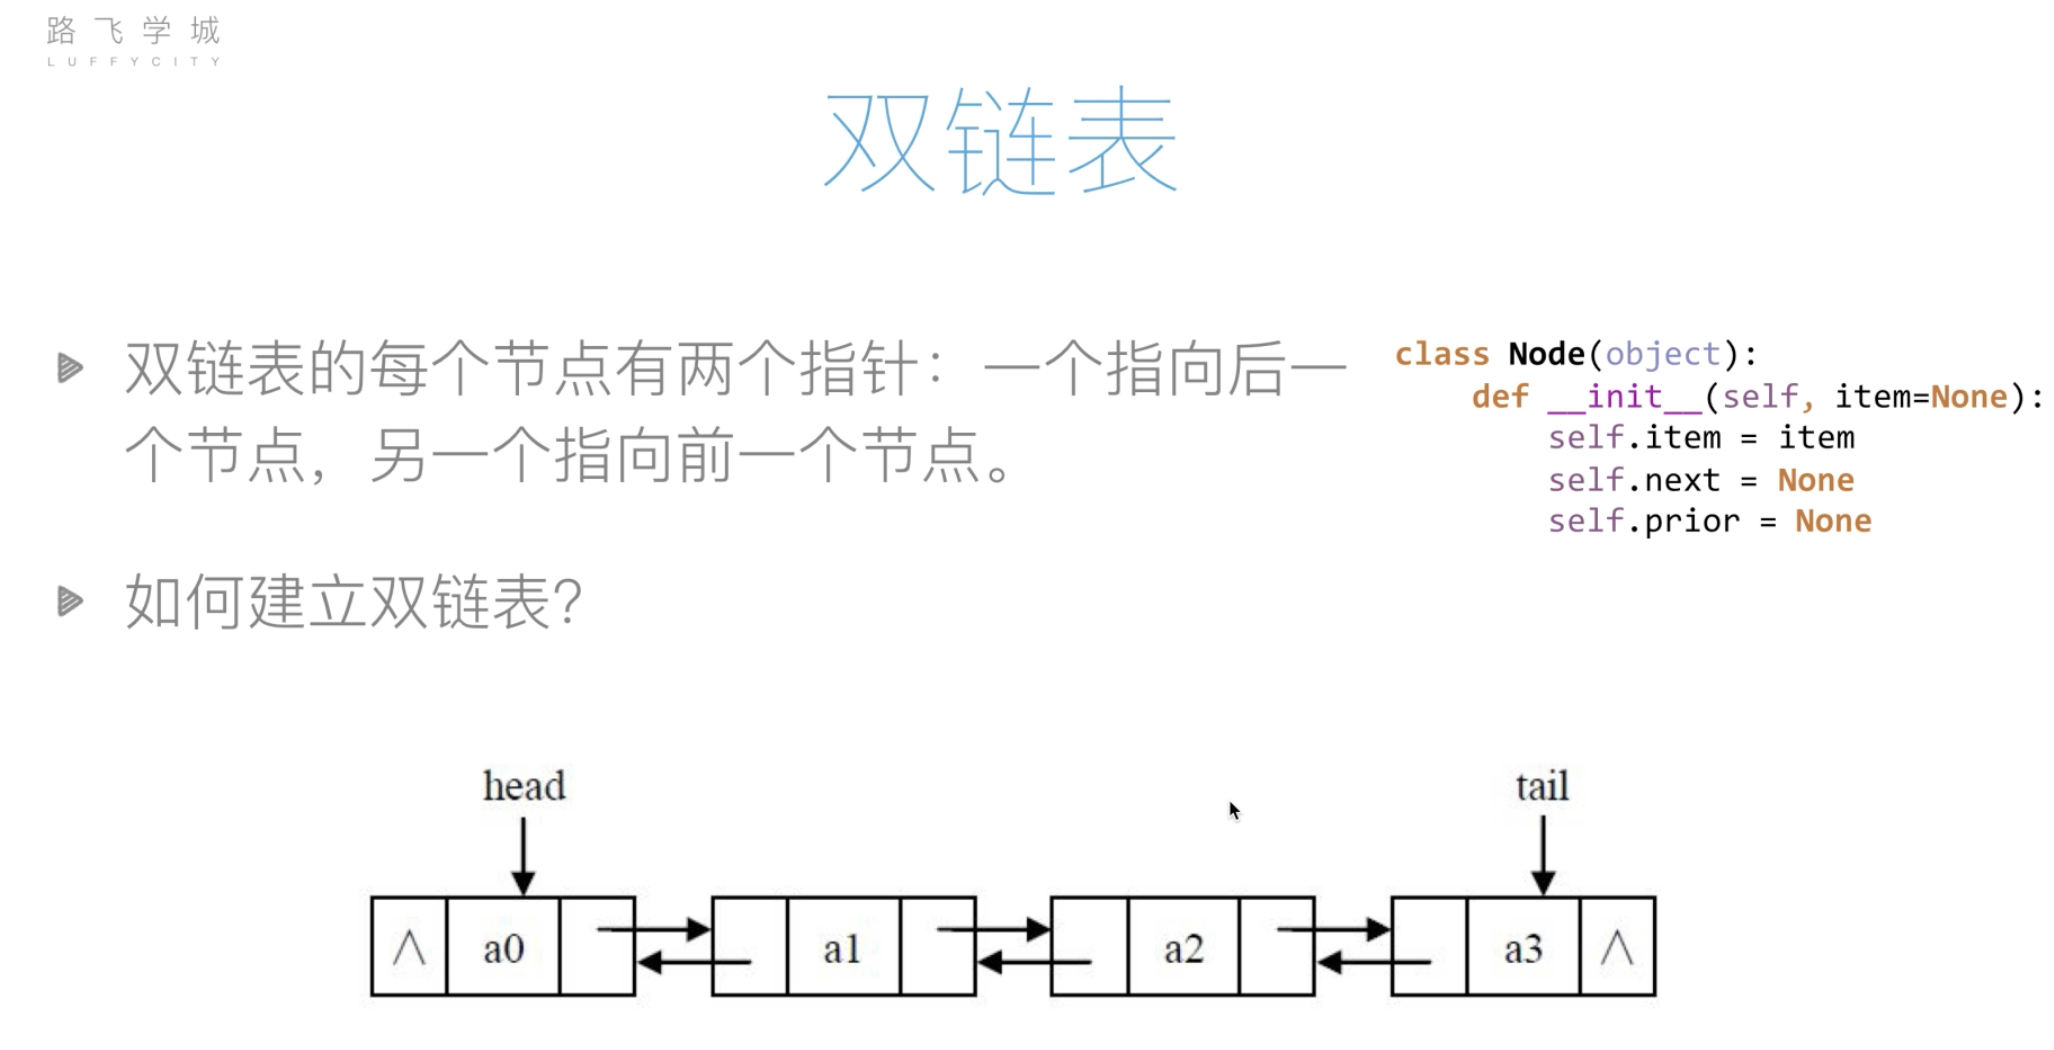 路飞学城
LUFFYCITY
双链表
双链表的每个节点有两个指针：一个指向后一
个节点，另一个指向前一个节点。
如何建立双链表？
class Node(object):
    def __init__(self, item=None):
        self.item = item
        self.next = None
        self.prior = None
head
tail
∧ a0 a1 a2 a3 ∧